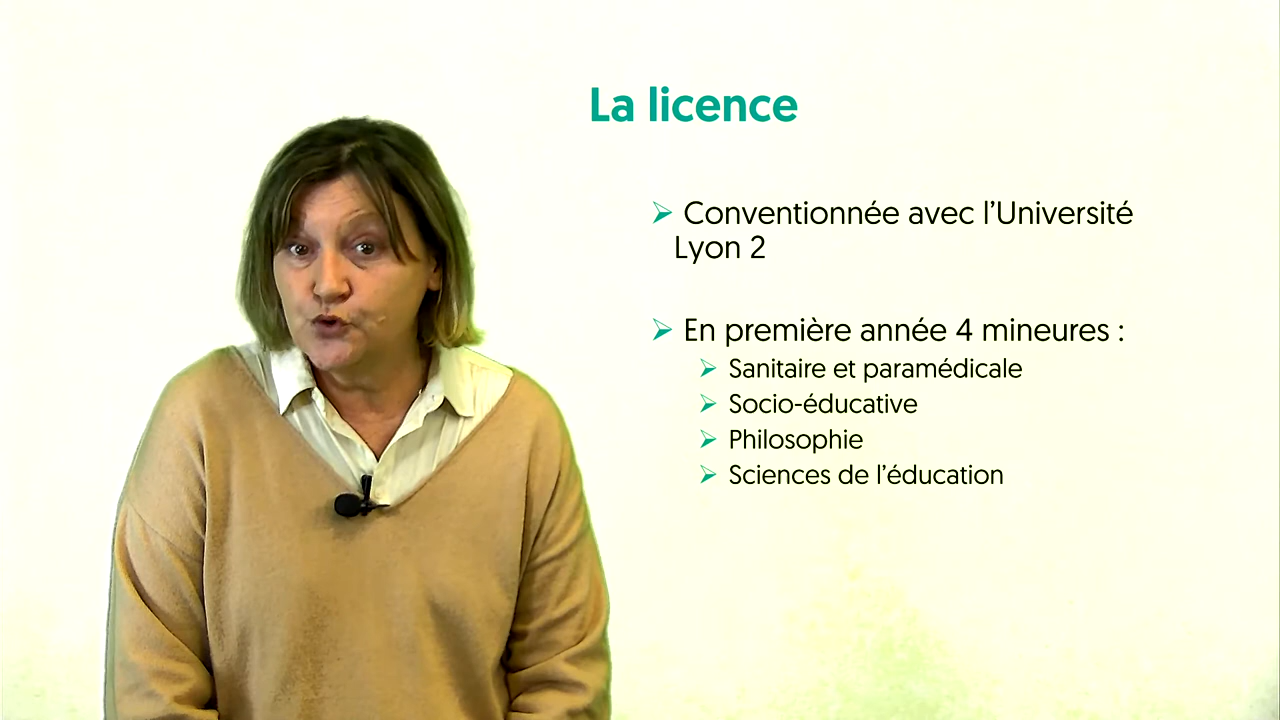 La licence
➢ Conventionnée avec l’Université
Lyon 2
➢ En première année 4 mineures :
➢ Sanitaire et paramédicale
➢ Socio-éducative
➢ Philosophie
➢ Sciences de l’éducation